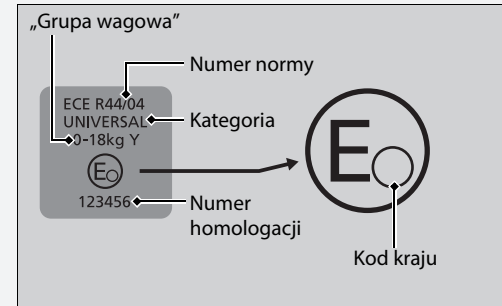 „Grupa wagowa”
Numer normy
ECE R44/04
UNIVERSAL
Kategoria
0-18kg Y
E
E
123456
Numer
homologacji
Kod kraju